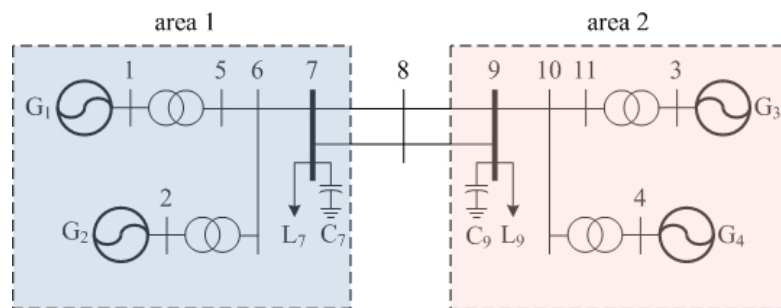 area 1
area 2
1 5 6 7 8 9 10 11 3
G₁ G₃
2 4
G₂ L₇ C₇ C₉ L₉ G₄